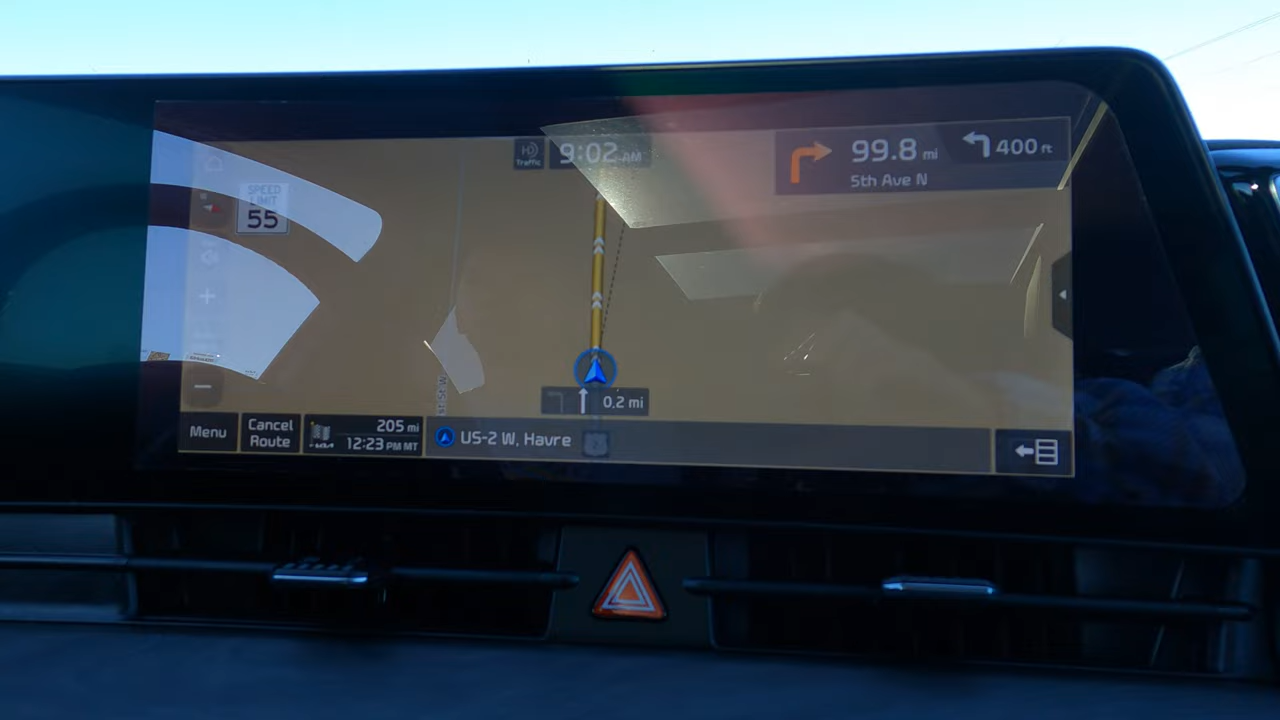 Traffic
9:02 AM
99.8 mi
400 ft
5th Ave N
SPEED
LIMIT
55
0.2 mi
Menu
Cancel
Route
205 mi
12:23 PM MT
US-2 W, Havre
2